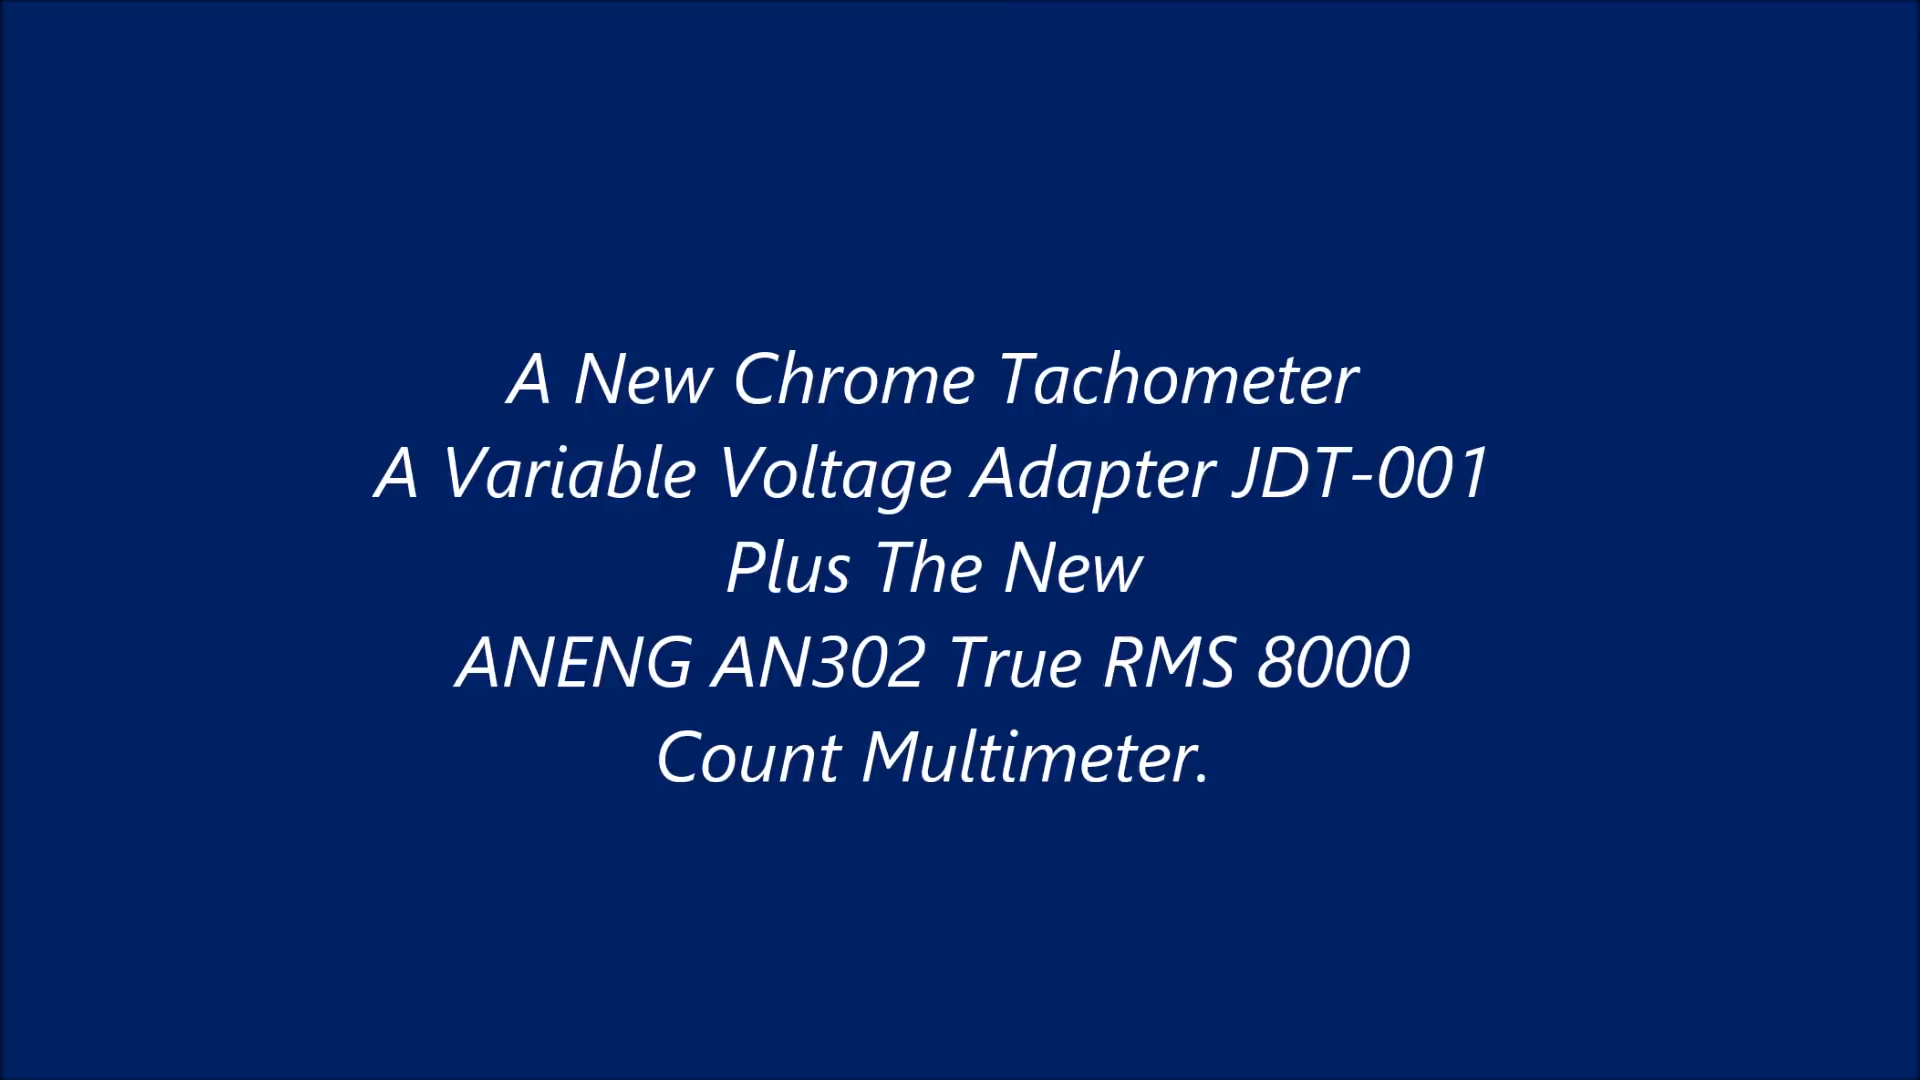 A New Chrome Tachometer
A Variable Voltage Adapter JDT-001
Plus The New
ANENG AN302 True RMS 8000
Count Multimeter.